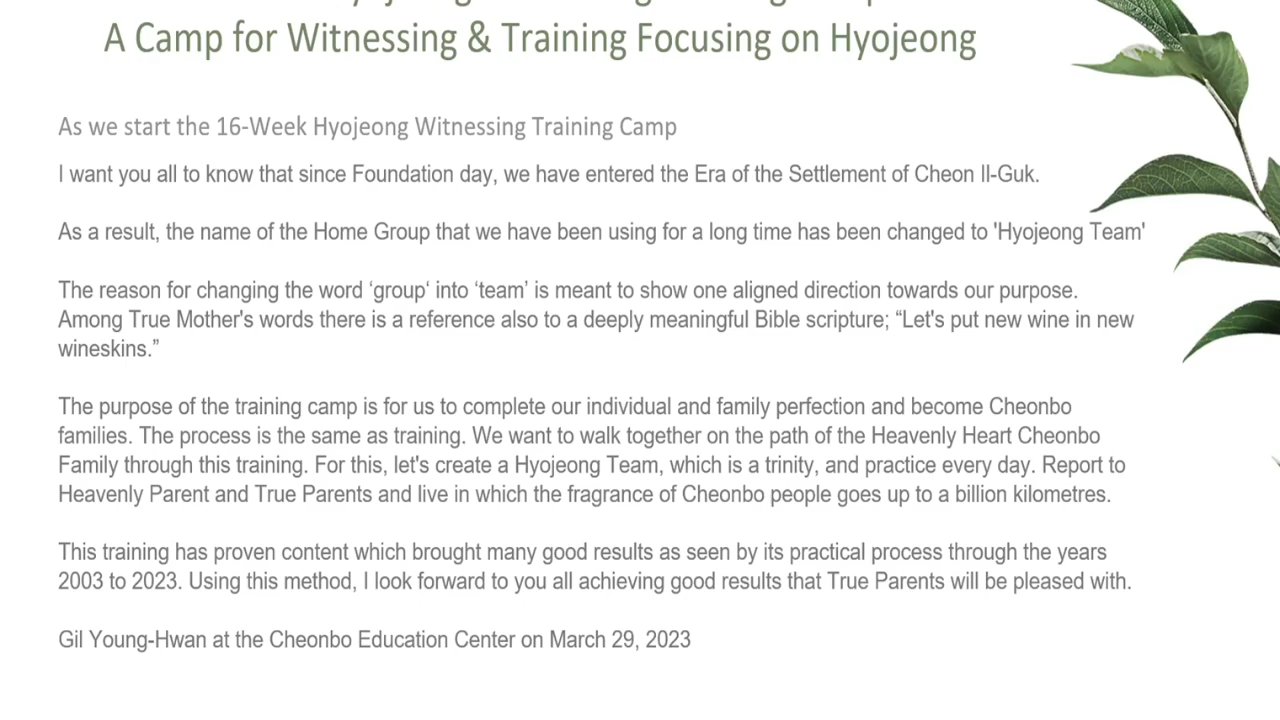 A Camp for Witnessing & Training Focusing on Hyojeong
As we start the 16-Week Hyojeong Witnessing Training Camp
I want you all to know that since Foundation day, we have entered the Era of the Settlement of Cheon Il-Guk.
As a result, the name of the Home Group that we have been using for a long time has been changed to 'Hyojeong Team'
The reason for changing the word ‘group‘ into ‘team’ is meant to show one aligned direction towards our purpose.
Among True Mother's words there is a reference also to a deeply meaningful Bible scripture; “Let's put new wine in new
wineskins.”
The purpose of the training camp is for us to complete our individual and family perfection and become Cheonbo
families. The process is the same as training. We want to walk together on the path of the Heavenly Heart Cheonbo
Family through this training. For this, let's create a Hyojeong Team, which is a trinity, and practice every day. Report to
Heavenly Parent and True Parents and live in which the fragrance of Cheonbo people goes up to a billion kilometres.
This training has proven content which brought many good results as seen by its practical process through the years
2003 to 2023. Using this method, I look forward to you all achieving good results that True Parents will be pleased with.
Gil Young-Hwan at the Cheonbo Education Center on March 29, 2023